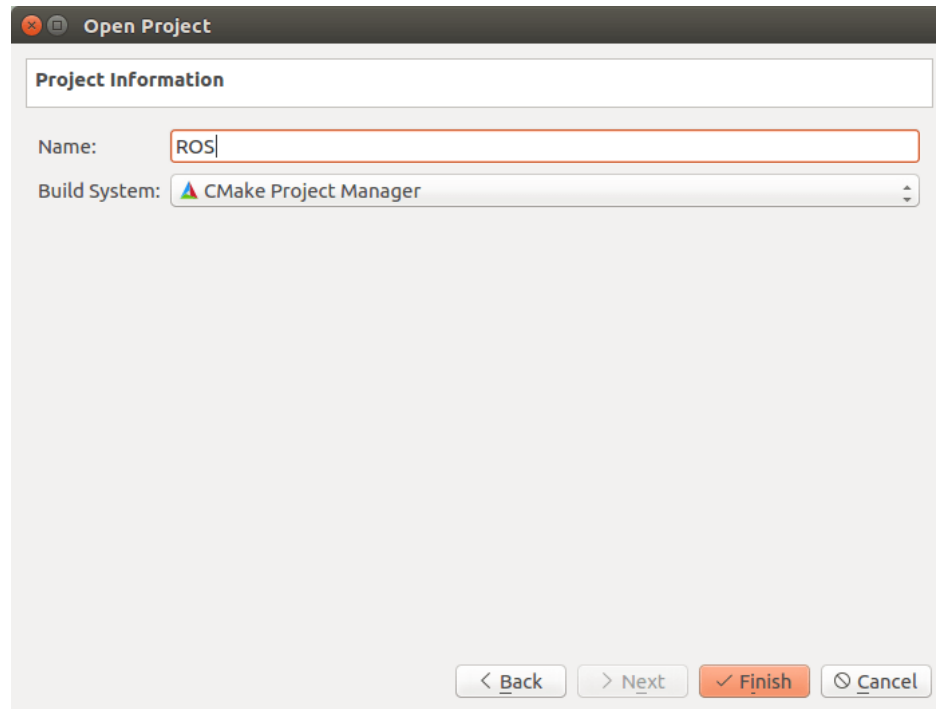 Open Project
Project Information
Name: ROS
Build System: CMake Project Manager
Back Next Finish Cancel